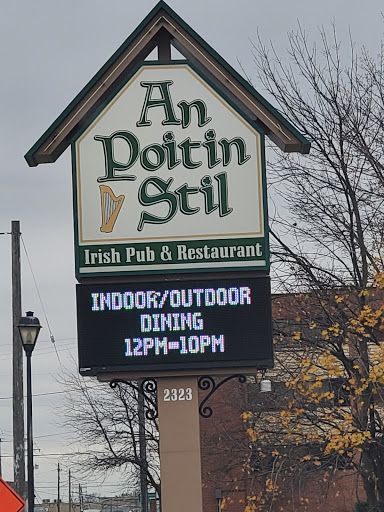 An
Poitin
Stil
Irish Pub & Restaurant
INDOOR/OUTDOOR
DINING
12PM-10PM
2323